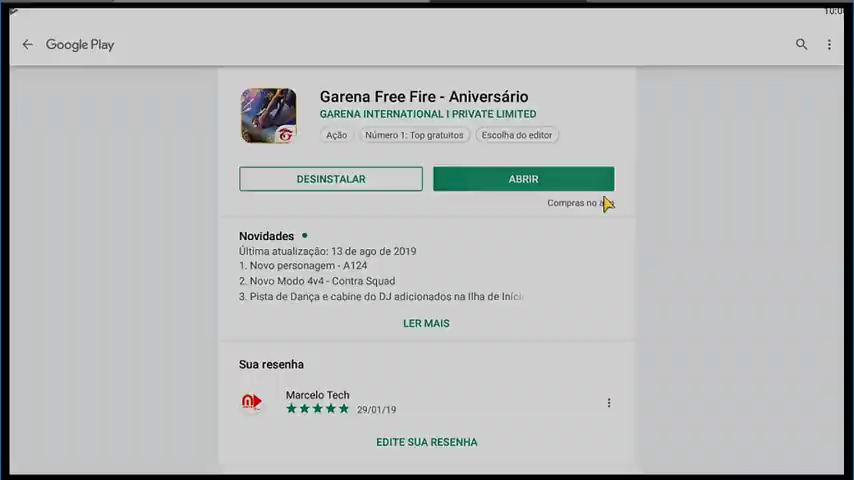 10:0
Google Play
Garena Free Fire - Aniversário
GARENA INTERNATIONAL I PRIVATE LIMITED
Ação
Número 1: Top gratuitos
Escolha do editor
DESINSTALAR
ABRIR
Compras no
Novidades
Última atualização: 13 de ago de 2019
1. Novo personagem - A124
2. Novo Modo 4v4 - Contra Squad
3. Pista de Dança e cabine do DJ adicionados na Ilha de Iníci
LER MAIS
Sua resenha
Marcelo Tech
29/01/19
EDITE SUA RESENHA